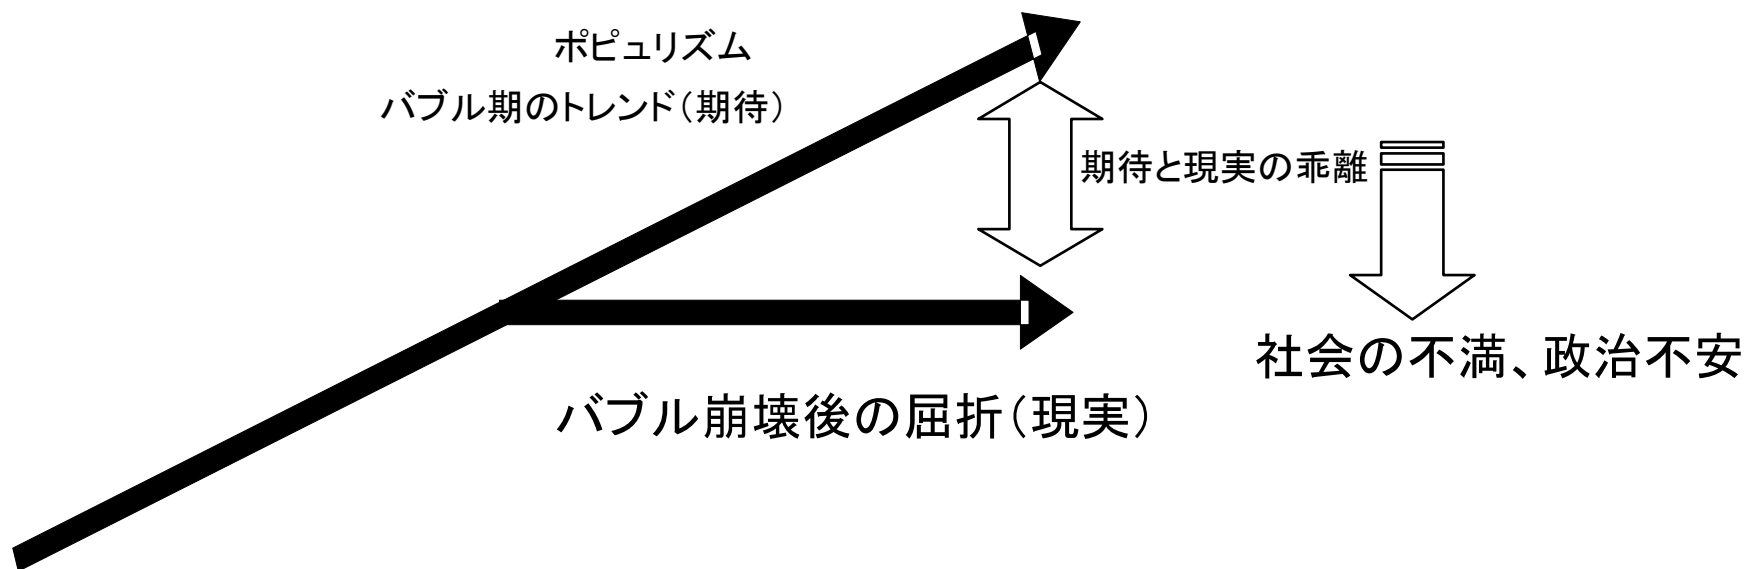 ポピュリズム
バブル期のトレンド（期待）
期待と現実の乖離
社会の不満、政治不安
バブル崩壊後の屈折（現実）